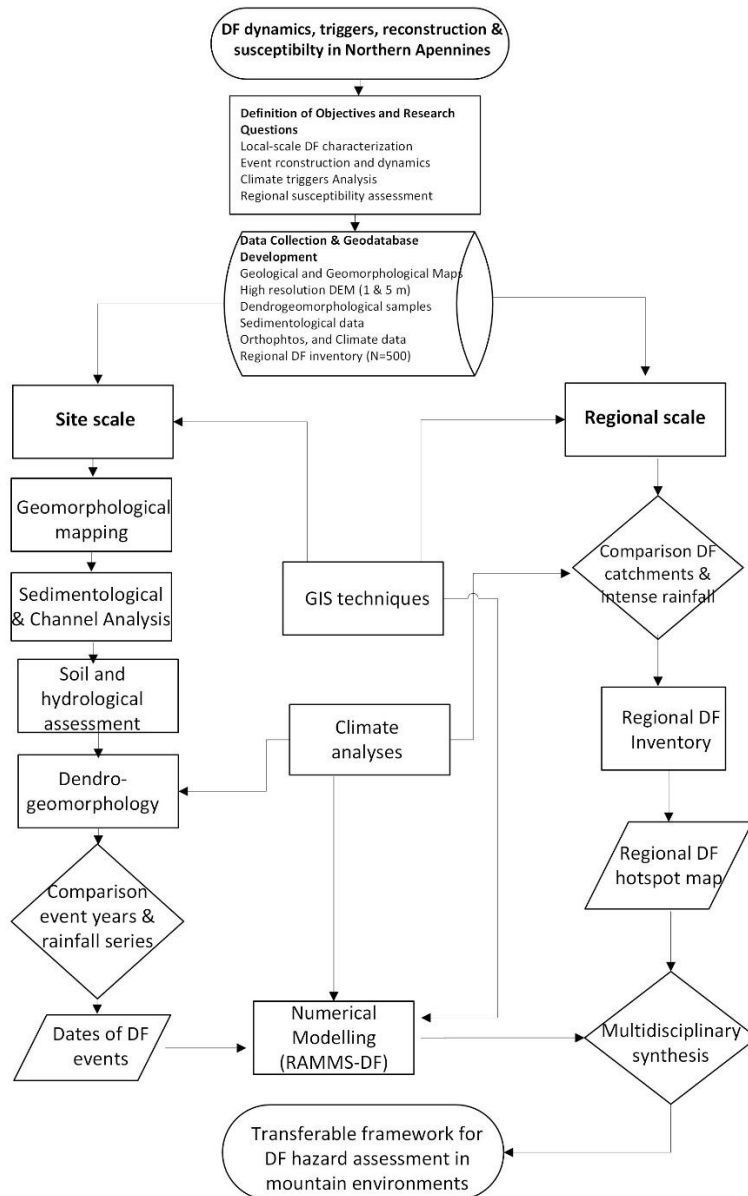 DF dynamics, triggers, reconstruction &
susceptibilty in Northern Apennines
Definition of Objectives and Research
Questions
Local-scale DF characterization
Event rconstruction and dynamics
Climate triggers Analysis
Regional susceptibility assessment
Data Collection & Geodatabase
Development
Geological and Geomorphological Maps
High resolution DEM (1 & 5 m)
Dendrogeomorphological samples
Sedimentological data
Orthophtos, and Climate data
Regional DF inventory (N=500)
Site scale
Geomorphological
mapping
Sedimentological
& Channel Analysis
Soil and
hydrological
assessment
Dendro-
geomorphology
Comparison
event years &
rainfall series
Dates of DF
events
GIS techniques
Climate
analyses
Numerical
Modelling
(RAMMS-DF)
Regional scale
Comparison DF
catchments &
intense rainfall
Regional DF
Inventory
Regional DF
hotspot map
Multidisciplinary
synthesis
Transferable framework for
DF hazard assessment in
mountain environments